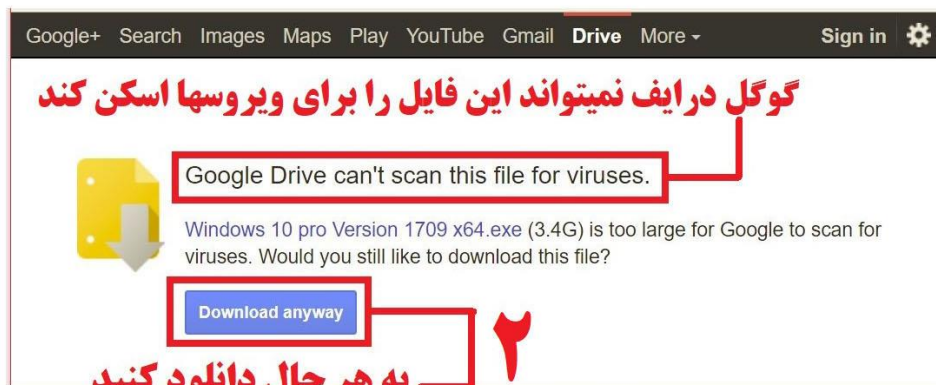 Google+ Search Images Maps Play YouTube Gmail Drive More Sign in
گوگل درایف نمیتواند این فایل را برای ویروسها اسکن کند
Google Drive can't scan this file for viruses.
Windows 10 pro Version 1709 x64.exe (3.4G) is too large for Google to scan for
viruses. Would you still like to download this file?
Download anyway
۲
به هر حال دانلود کنید